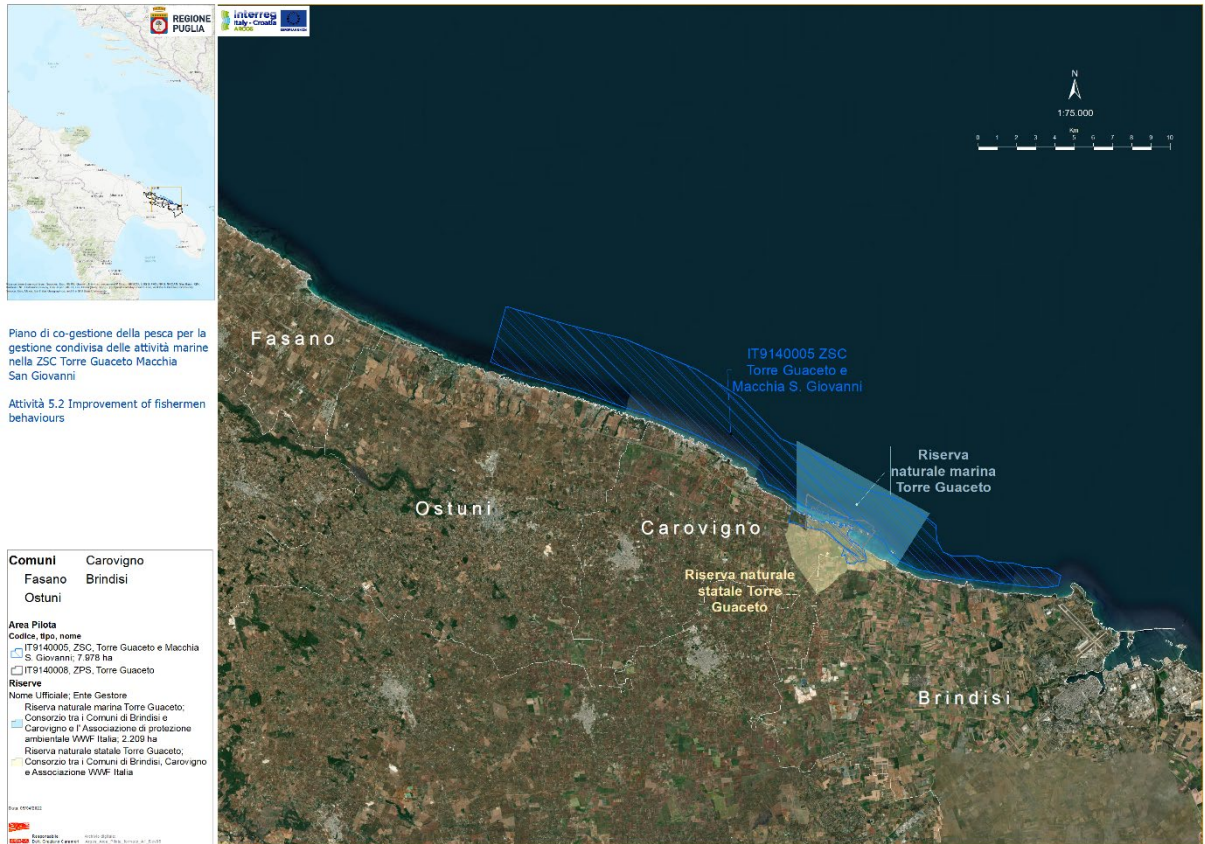 REGIONE
PUGLIA
interreg
Italy - Croatia
Piano di co-gestione della pesca per la
gestione condivisa delle attività marine
nella ZSC Torre Guaceto Macchia
San Giovanni
Attività 5.2 Improvement of fishermen
behaviours
Comuni
Carovigno
Fasano
Brindisi
Ostuni
Area Pilota
Codice, tipo, nome
IT9140005, ZSC, Torre Guaceto e Macchia
S. Giovanni; 7.978 ha
IT9140008, ZPS, Torre Guaceto
Riserve
Nome Ufficiale; Ente Gestore
Riserva naturale marina Torre Guaceto;
Consorzio tra i Comuni di Brindisi e
Carovigno e l' Associazione di protezione
ambientale WWF Italia; 2.209 ha
Riserva naturale statale Torre Guaceto;
Consorzio tra i Comuni di Brindisi, Carovigno
e Associazione WWF Italia
N
1:75.000
Km
0 1 2 3 4 5 6 7 8 9 10
Fasano
IT9140005 ZSC
Torre Guaceto e
Macchia S. Giovanni
Riserva
naturale marina
Torre Guaceto
Ostuni
Carovigno
Riserva naturale
statale Torre
Guaceto
Brindisi